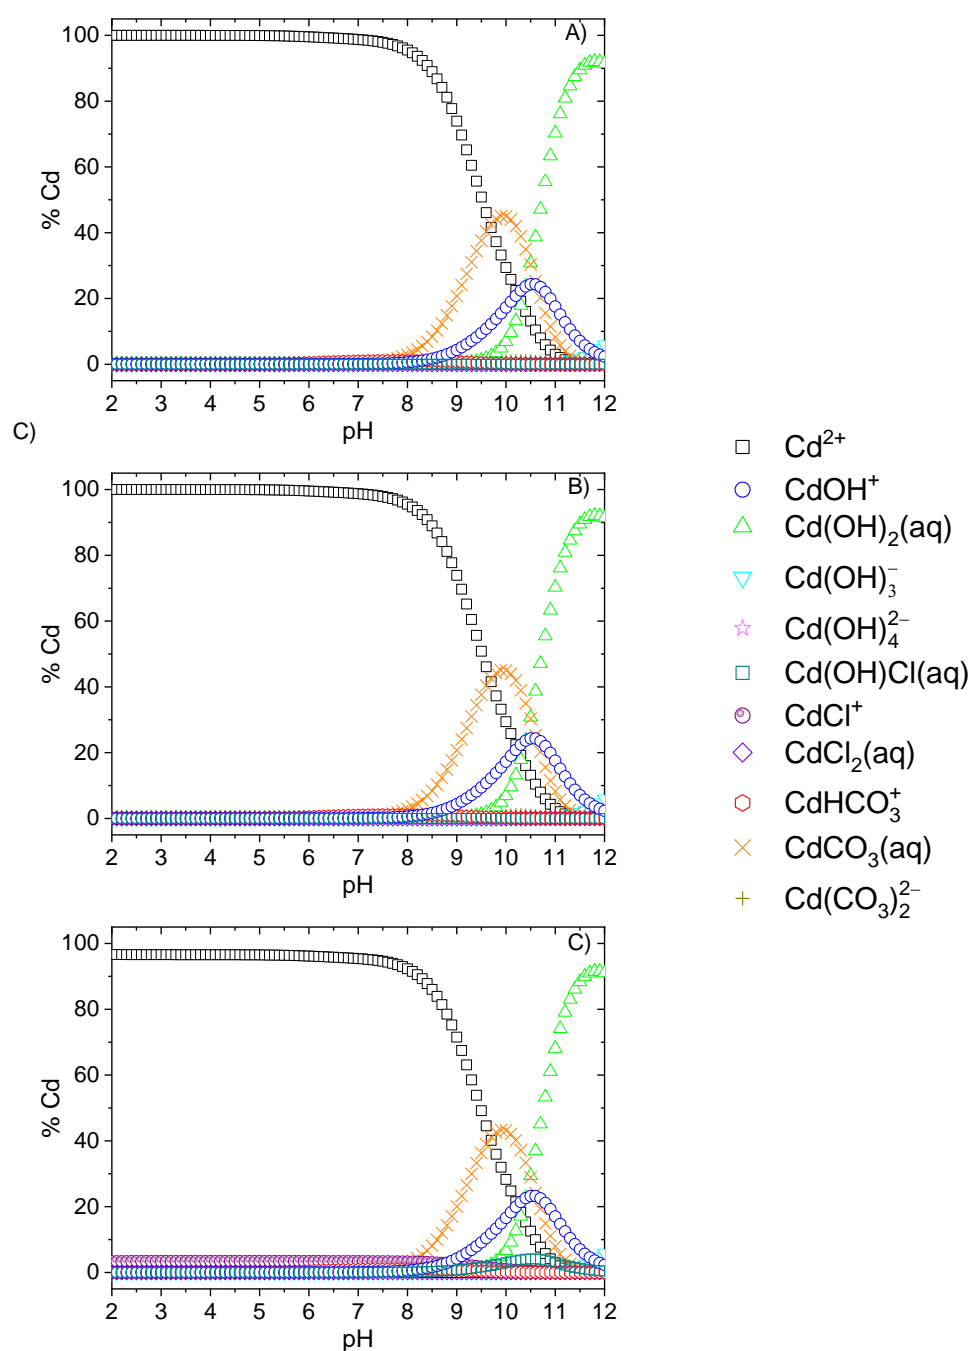 A)
100
80
60
40
20
0
% Cd
2 3 4 5 6 7 8 9 10 11 12
pH
C)
B)
100
80
60
40
20
0
% Cd
2 3 4 5 6 7 8 9 10 11 12
pH
Cd²⁺
CdOH⁺
Cd(OH)₂(aq)
Cd(OH)₃⁻
Cd(OH)₄²⁻
Cd(OH)Cl(aq)
CdCl⁺
CdCl₂(aq)
CdHCO₃⁺
CdCO₃(aq)
Cd(CO₃)₂²⁻
C)
100
80
60
40
20
0
% Cd
2 3 4 5 6 7 8 9 10 11 12
pH